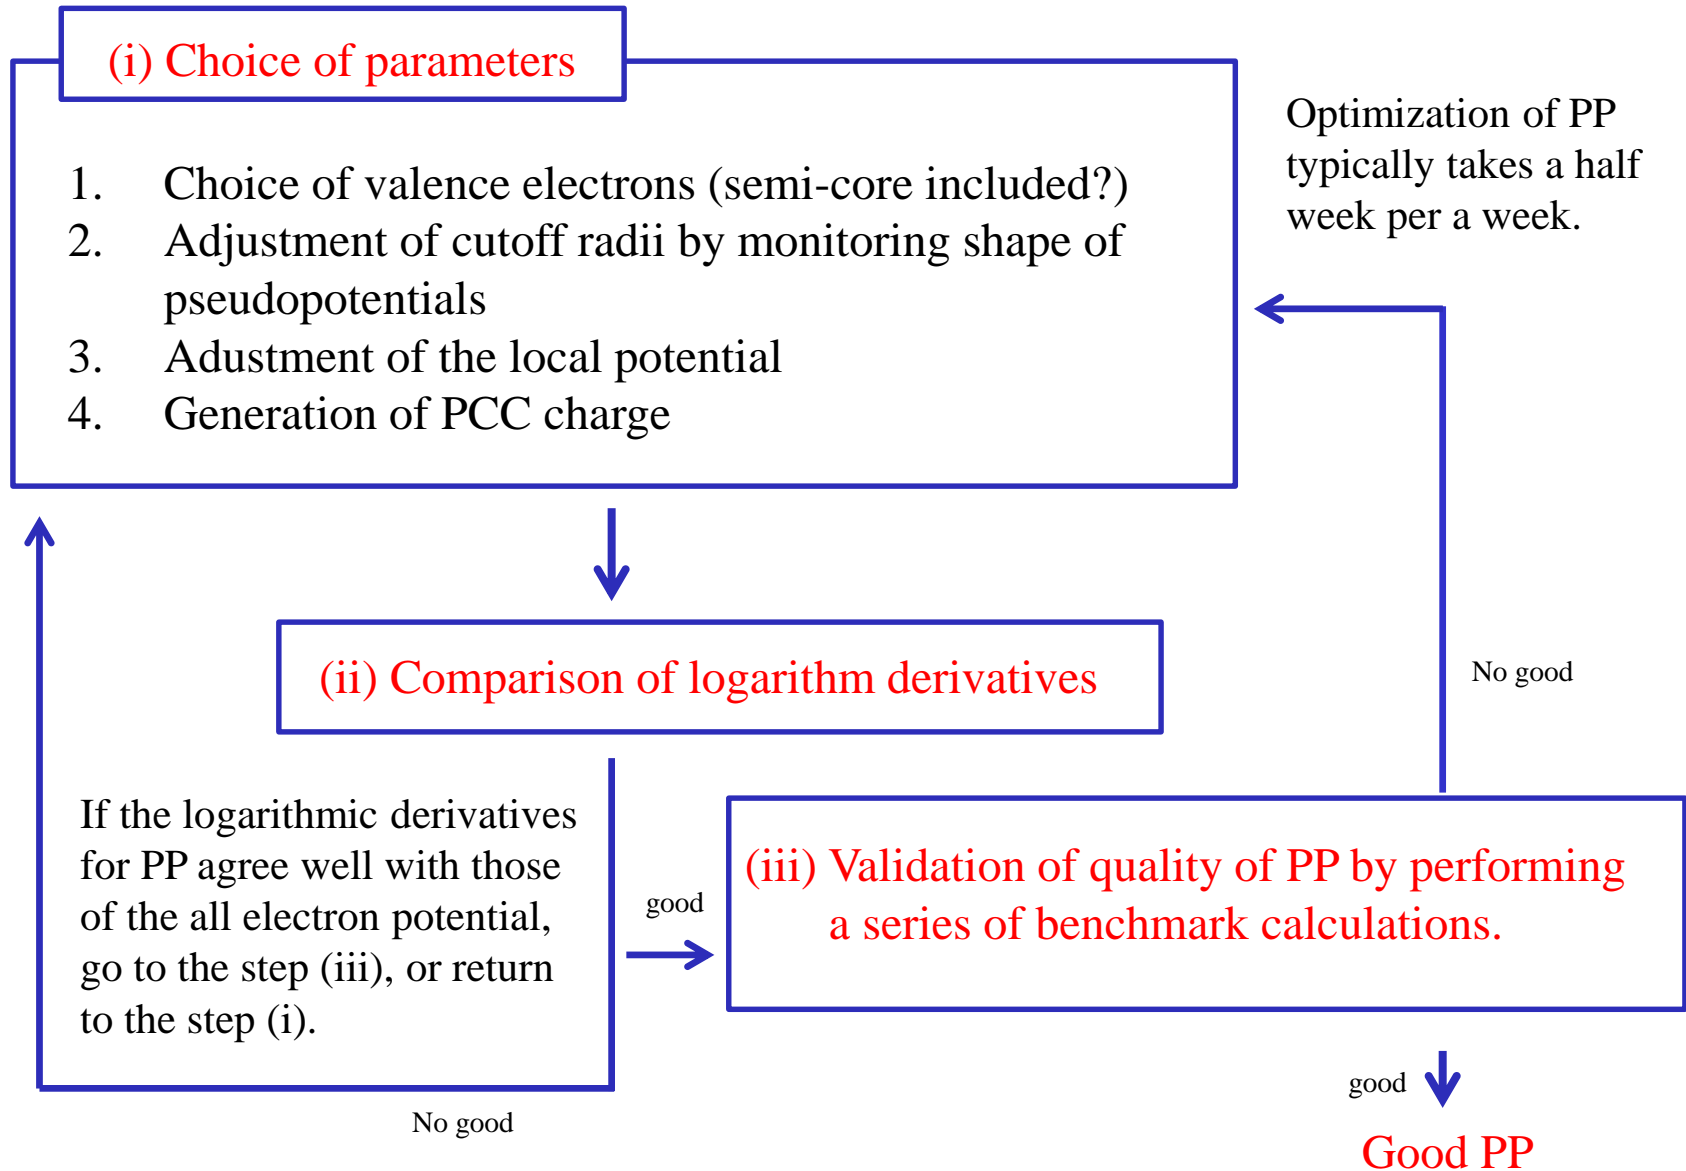 (i) Choice of parameters
1. Choice of valence electrons (semi-core included?)
2. Adjustment of cutoff radii by monitoring shape of
pseudopotentials
3. Adustment of the local potential
4. Generation of PCC charge
Optimization of PP
typically takes a half
week per a week.
(ii) Comparison of logarithm derivatives
No good
If the logarithmic derivatives
for PP agree well with those
of the all electron potential,
go to the step (iii), or return
to the step (i).
good
(iii) Validation of quality of PP by performing
a series of benchmark calculations.
No good
good
Good PP